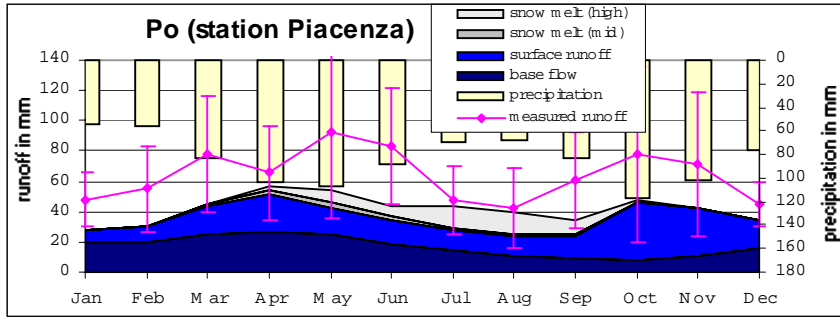 Po (station Piacenza)
snow melt (high)
snow melt (mid)
surface runoff
base flow
precipitation
measured runoff
runoff in mm
140
120
100
80
60
40
20
0
precipitation in mm
0
20
40
60
80
100
120
140
160
180
Jan Feb Mar Apr May Jun Jul Aug Sep Oct Nov Dec